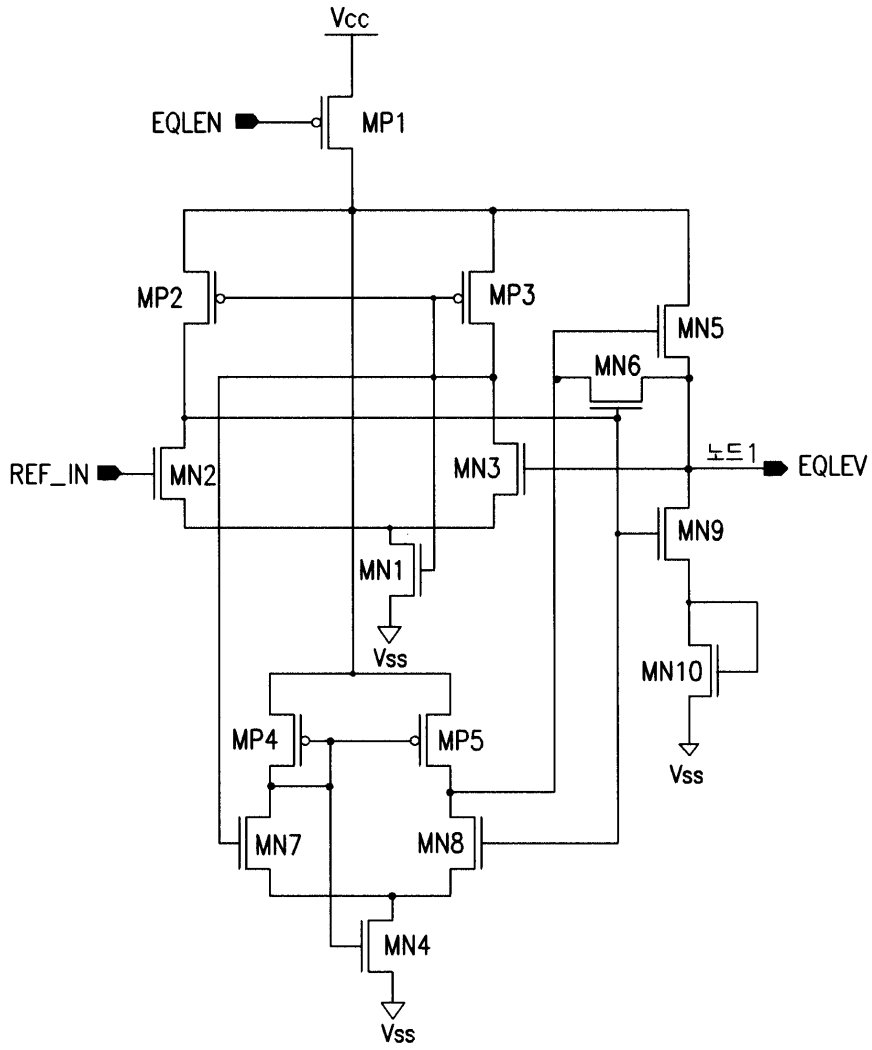 Vcc
EQLEN
MP1
MP2
MP3
MN5
MN6
REF_IN
MN2
MN3
노드1
EQLEV
MN9
MN1
Vss
MN10
MP4
MP5
Vss
MN7
MN8
MN4
Vss